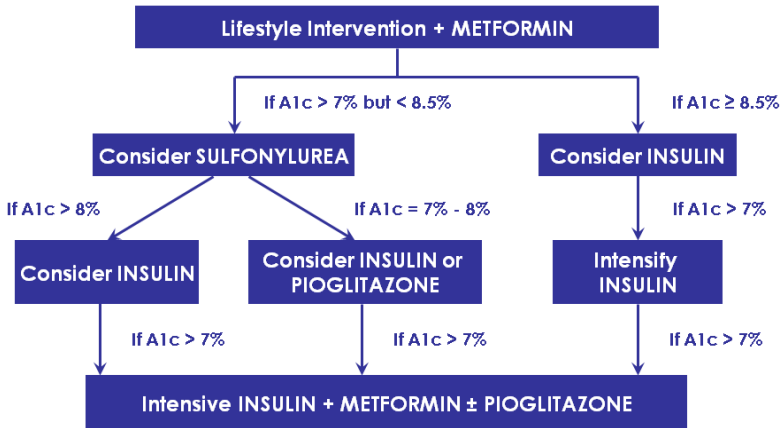 Lifestyle Intervention + METFORMIN
If A1c > 7% but < 8.5%
If A1c ≥ 8.5%
Consider SULFONYLUREA
Consider INSULIN
If A1c > 8%
If A1c = 7% - 8%
If A1c > 7%
Consider INSULIN
Consider INSULIN or
PIOGLITAZONE
Intensify
INSULIN
If A1c > 7%
If A1c > 7%
If A1c > 7%
Intensive INSULIN + METFORMIN ± PIOGLITAZONE